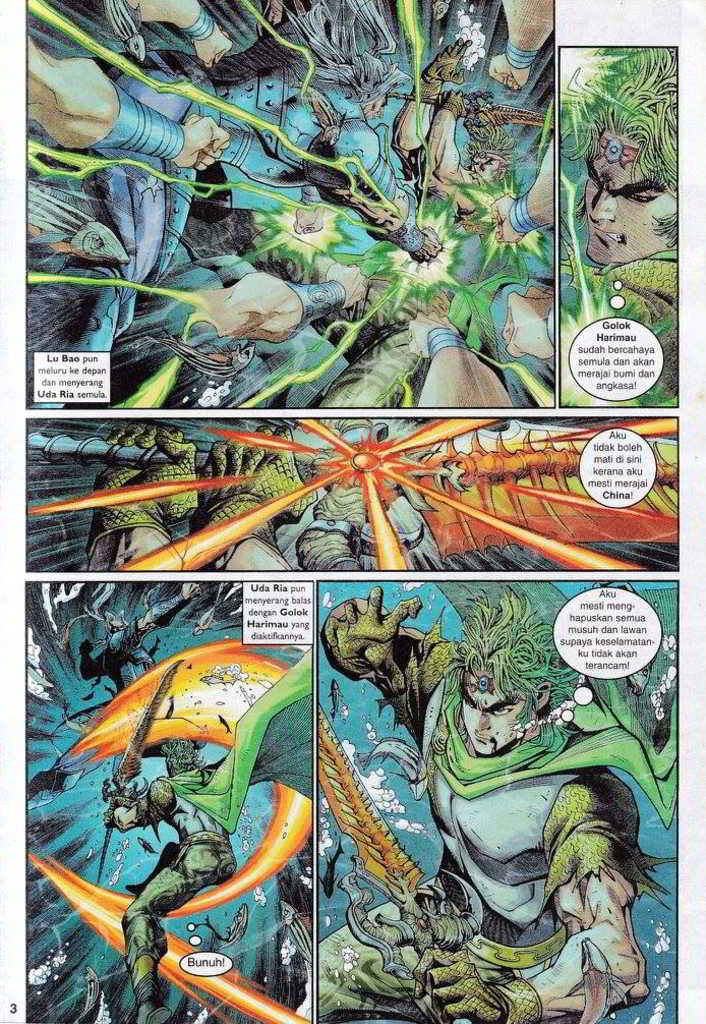 Lu Bao pun
meluru ke depan
dan menyerang
Uda Ria semula.
Golok
Harimau
sudah bercahaya
semula dan akan
merajai bumi dan
angkasa!
Aku
tidak boleh
mati di sini
kerana aku
mesti merajai
China!
Uda Ria pun
menyerang balas
dengan Golok
Harimau yang
diaktifkannya.
Bunuh!
Aku
mesti meng-
hapuskan semua
musuh dan lawan
supaya keselamatan-
ku tidak akan
terancam!
3